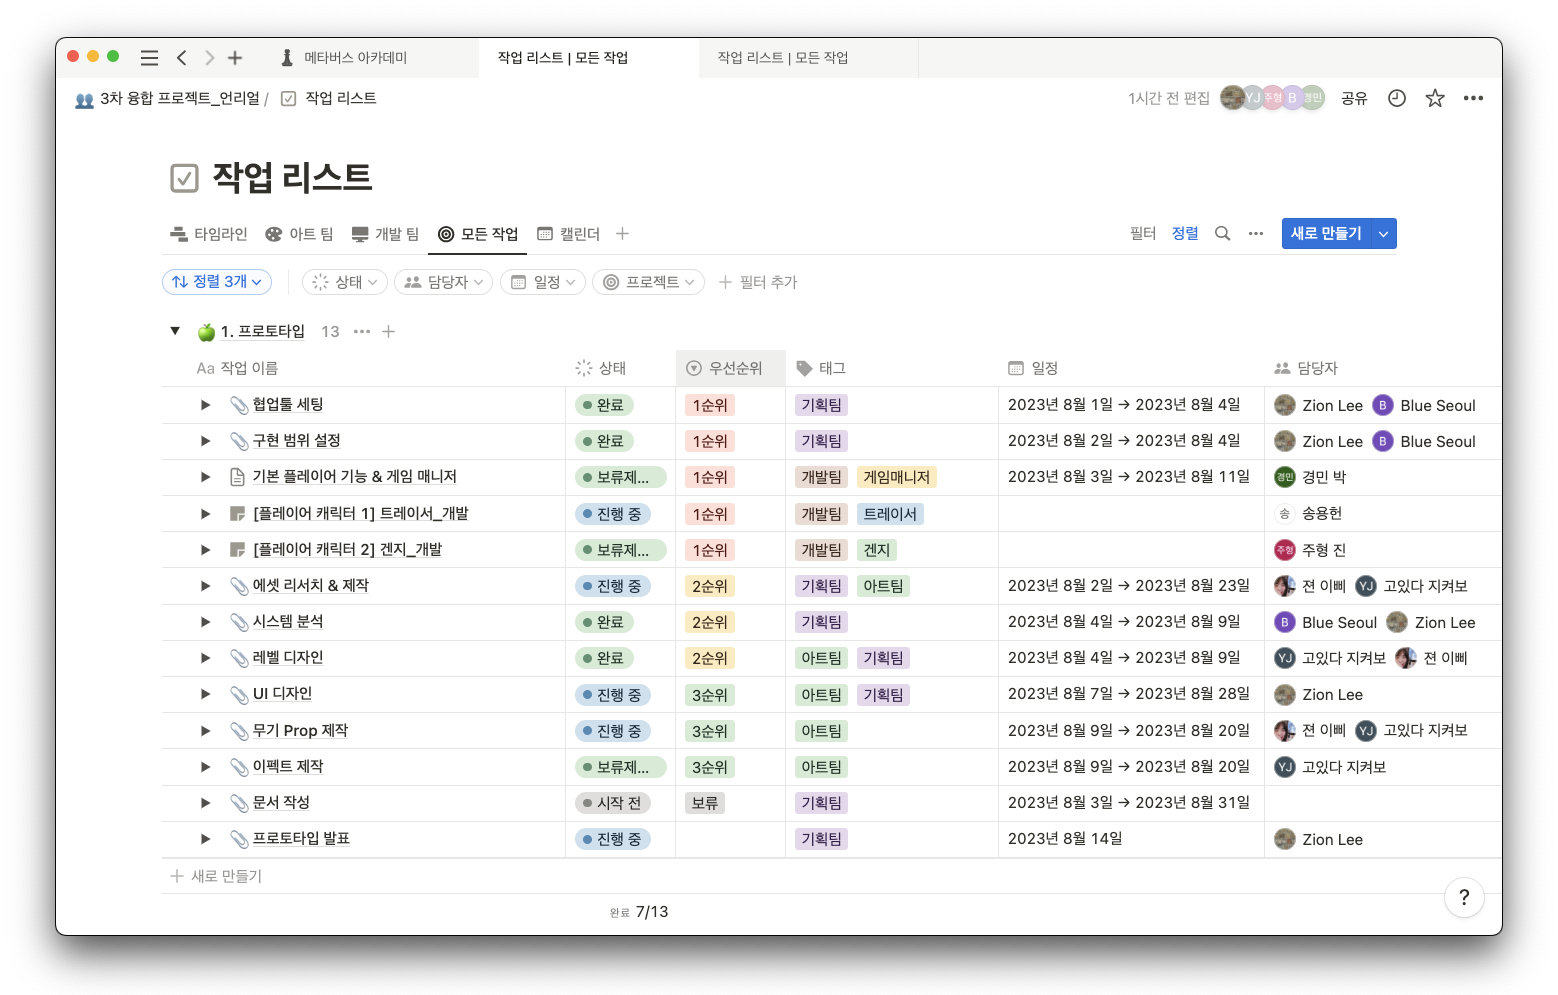 메타버스 아카데미
작업 리스트 | 모든 작업
작업 리스트 | 모든 작업
3차 융합 프로젝트_언리얼 / 작업 리스트
1시간 전 편집 YJ 주형 B 경민 공유
작업 리스트
타임라인 아트 팀 개발 팀 모든 작업 캘린더
필터 정렬 새로 만들기
정렬 3개 상태 담당자 일정 프로젝트 필터 추가
1. 프로토타입 13
Aa 작업 이름 상태 우선순위 태그 일정 담당자
협업툴 세팅 완료 1순위 기획팀 2023년 8월 1일 → 2023년 8월 4일 Zion Lee B Blue Seoul
구현 범위 설정 완료 1순위 기획팀 2023년 8월 2일 → 2023년 8월 4일 Zion Lee B Blue Seoul
기본 플레이어 기능 & 게임 매니저 보류제... 1순위 개발팀 게임매니저 2023년 8월 3일 → 2023년 8월 11일 경민 경민 박
[플레이어 캐릭터 1] 트레이서_개발 진행 중 1순위 개발팀 트레이서 송 송용헌
[플레이어 캐릭터 2] 겐지_개발 보류제... 1순위 개발팀 겐지 주형 주형 진
에셋 리서치 & 제작 진행 중 2순위 기획팀 아트팀 2023년 8월 2일 → 2023년 8월 23일 젼 이삐 YJ 고있다 지켜보
시스템 분석 완료 2순위 기획팀 2023년 8월 4일 → 2023년 8월 9일 B Blue Seoul Zion Lee
레벨 디자인 완료 2순위 아트팀 기획팀 2023년 8월 4일 → 2023년 8월 9일 YJ 고있다 지켜보 젼 이삐
UI 디자인 진행 중 3순위 아트팀 기획팀 2023년 8월 7일 → 2023년 8월 28일 Zion Lee
무기 Prop 제작 진행 중 3순위 아트팀 2023년 8월 9일 → 2023년 8월 20일 젼 이삐 YJ 고있다 지켜보
이펙트 제작 보류제... 3순위 아트팀 2023년 8월 9일 → 2023년 8월 20일 YJ 고있다 지켜보
문서 작성 시작 전 보류 기획팀 2023년 8월 3일 → 2023년 8월 31일
프로토타입 발표 진행 중 기획팀 2023년 8월 14일 Zion Lee
새로 만들기
완료 7/13
?